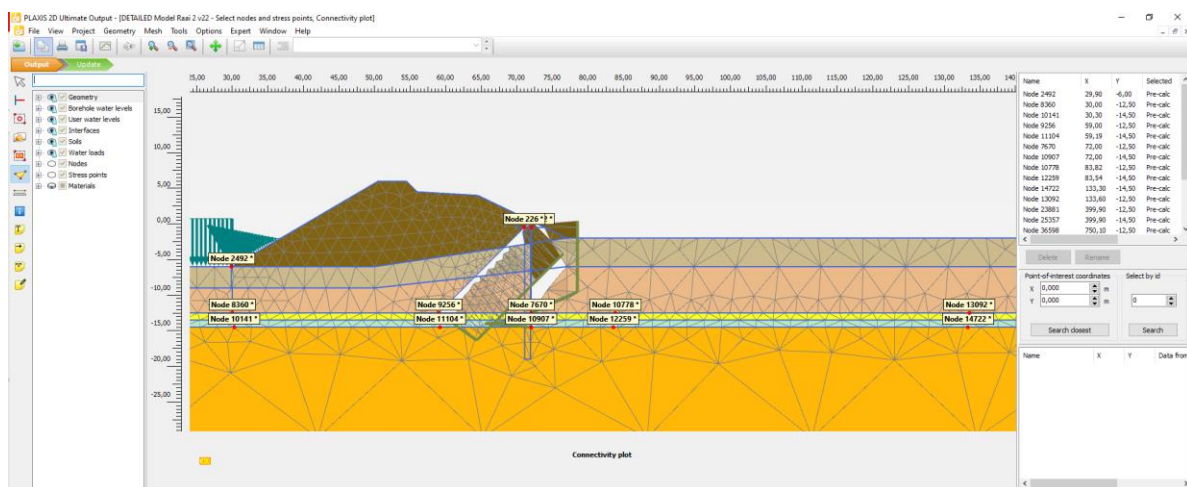 PLAXIS 2D Ultimate Output - [DETAILED Model Raai 2 v22 - Select nodes and stress points, Connectivity plot]
File View Project Geometry Mesh Tools Options Expert Window Help
Output Update
Geometry
Borehole water levels
User water levels
Interfaces
Soils
Water loads
Nodes
Stress points
Materials
25,00 30,00 35,00 40,00 45,00 50,00 55,00 60,00 65,00 70,00 75,00 80,00 85,00 90,00 95,00 100,00 105,00 110,00 115,00 120,00 125,00 130,00 135,00 140
15,00
10,00
5,00
0,00
-5,00
-10,00
-15,00
-20,00
-25,00
Node 226 *
Node 2492 *
Node 8360 * Node 9256 * Node 7670 * Node 10778 * Node 13092 *
Node 10141 * Node 11104 * Node 10907 * Node 12259 * Node 14722 *
Connectivity plot
Name X Y Selected
Node 2492 29,90 -6,00 Pre-calc
Node 8360 30,00 -12,50 Pre-calc
Node 10141 30,30 -14,50 Pre-calc
Node 9256 59,00 -12,50 Pre-calc
Node 11104 59,19 -14,50 Pre-calc
Node 7670 72,00 -12,50 Pre-calc
Node 10907 72,00 -14,50 Pre-calc
Node 10778 83,82 -12,50 Pre-calc
Node 12259 83,54 -14,50 Pre-calc
Node 14722 133,30 -14,50 Pre-calc
Node 13092 133,60 -12,50 Pre-calc
Node 23881 399,90 -12,50 Pre-calc
Node 25357 399,90 -14,50 Pre-calc
Node 36598 750,10 -12,50 Pre-calc
Delete Rename
Point-of-interest coordinates Select by id
X 0,000 m
Y 0,000 m 0
Search closest Search
Name X Y Data from